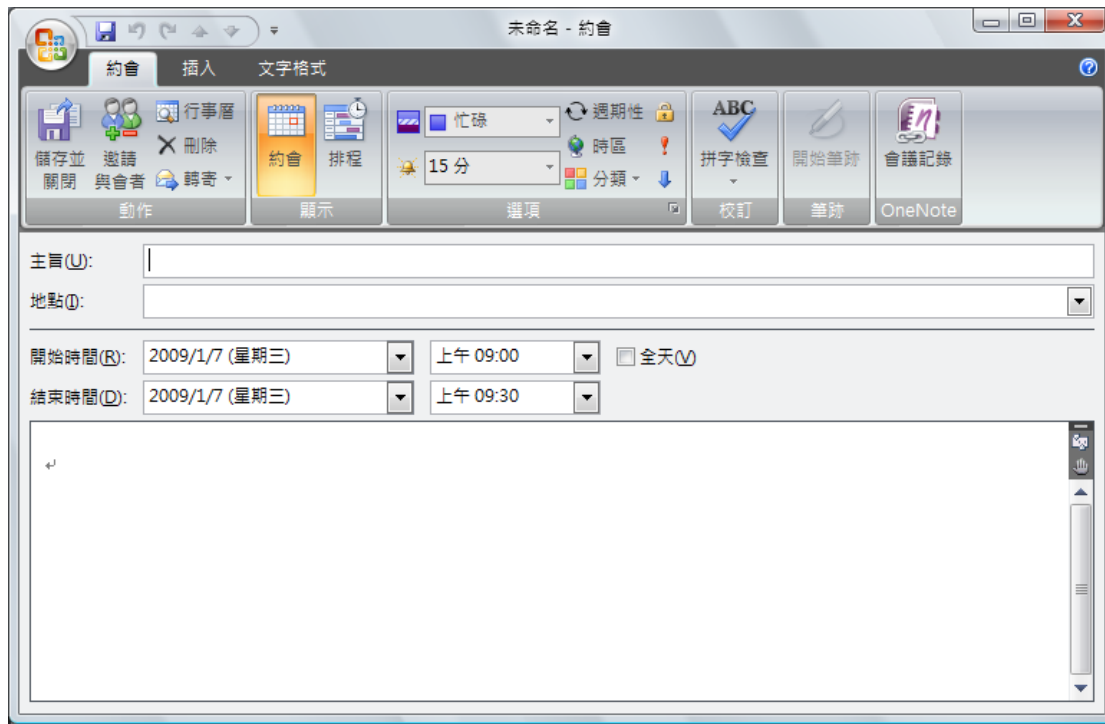 未命名 - 約會
約會 插入 文字格式
儲存並關閉
邀請與會者
行事曆
刪除
轉寄
動作
約會
排程
顯示
忙碌
15 分
週期性
時區
分類
選項
ABC
拼字檢查
校訂
開始筆跡
筆跡
會議記錄
OneNote
主旨(U):
地點(I):
開始時間(R): 2009/1/7 (星期三) 上午 09:00 全天(V)
結束時間(D): 2009/1/7 (星期三) 上午 09:30